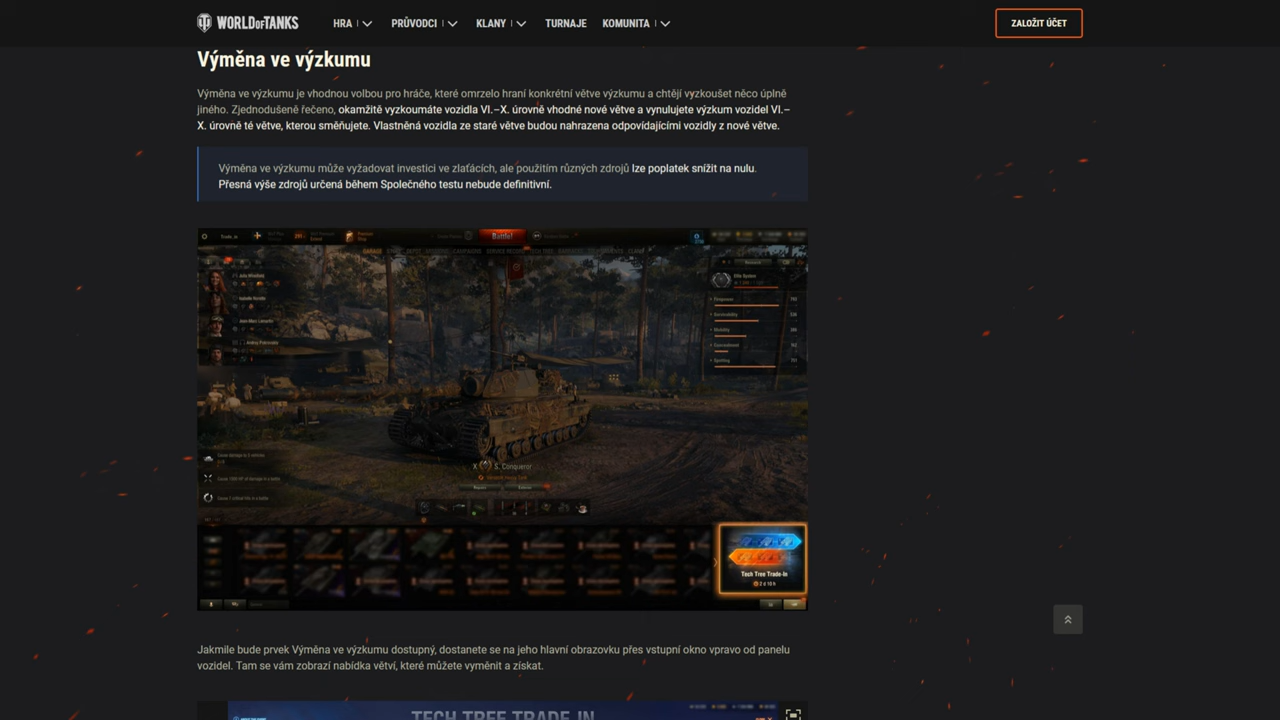 WORLD OF TANKS HRA PRŮVODCI KLANY TURNAJE KOMUNITA ZALOŽIT ÚČET
Výměna ve výzkumu
Výměna ve výzkumu je vhodnou volbou pro hráče, které omrzelo hraní konkrétní větve výzkumu a chtějí vyzkoušet něco úplně
jiného. Zjednodušeně řečeno, okamžitě vyzkoumáte vozidla VI.–X. úrovně vhodné nové větve a vynulujete výzkum vozidel VI.–
X. úrovně té větve, kterou směňujete. Vlastněná vozidla ze staré větve budou nahrazena odpovídajícími vozidly z nové větve.
Výměna ve výzkumu může vyžadovat investici ve zlaťácích, ale použitím různých zdrojů lze poplatek snížit na nulu.
Přesná výše zdrojů určená během Společného testu nebude definitivní.
Battle!
GARAGE
X S. Conqueror
Tech Tree Trade-In
2 d 10 h
Jakmile bude prvek Výměna ve výzkumu dostupný, dostanete se na jeho hlavní obrazovku přes vstupní okno vpravo od panelu
vozidel. Tam se vám zobrazí nabídka větví, které můžete vyměnit a získat.
TECH TREE TRADE-IN